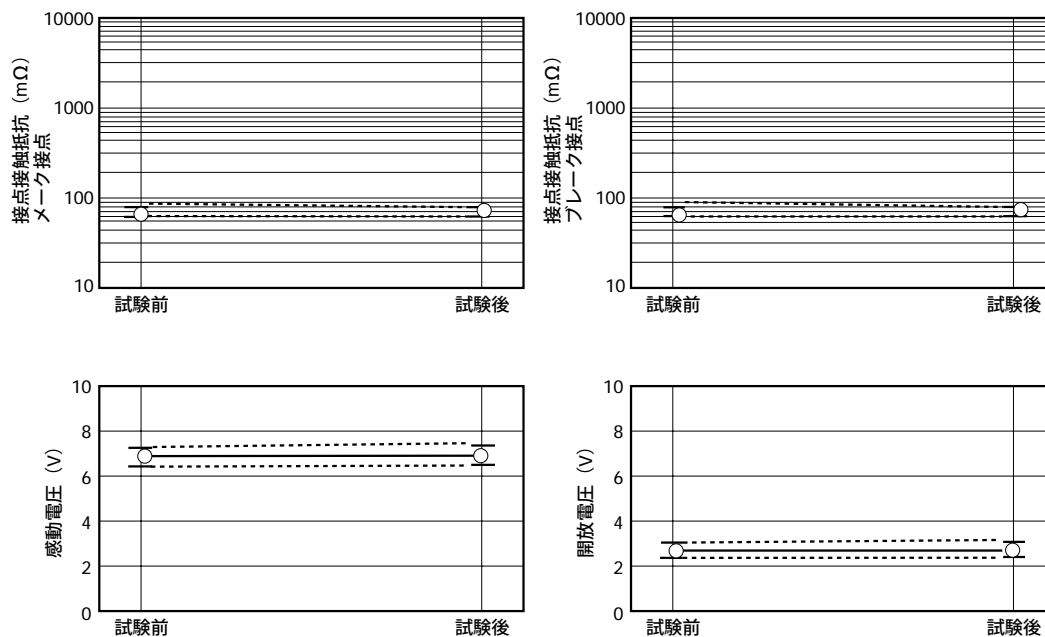 接点接触抵抗（mΩ）
メーク接点
10000
1000
100
10
試験前
試験後
接点接触抵抗（mΩ）
ブレーク接点
10000
1000
100
10
試験前
試験後
感動電圧（V）
10
8
6
4
2
0
試験前
試験後
開放電圧（V）
10
8
6
4
2
0
試験前
試験後